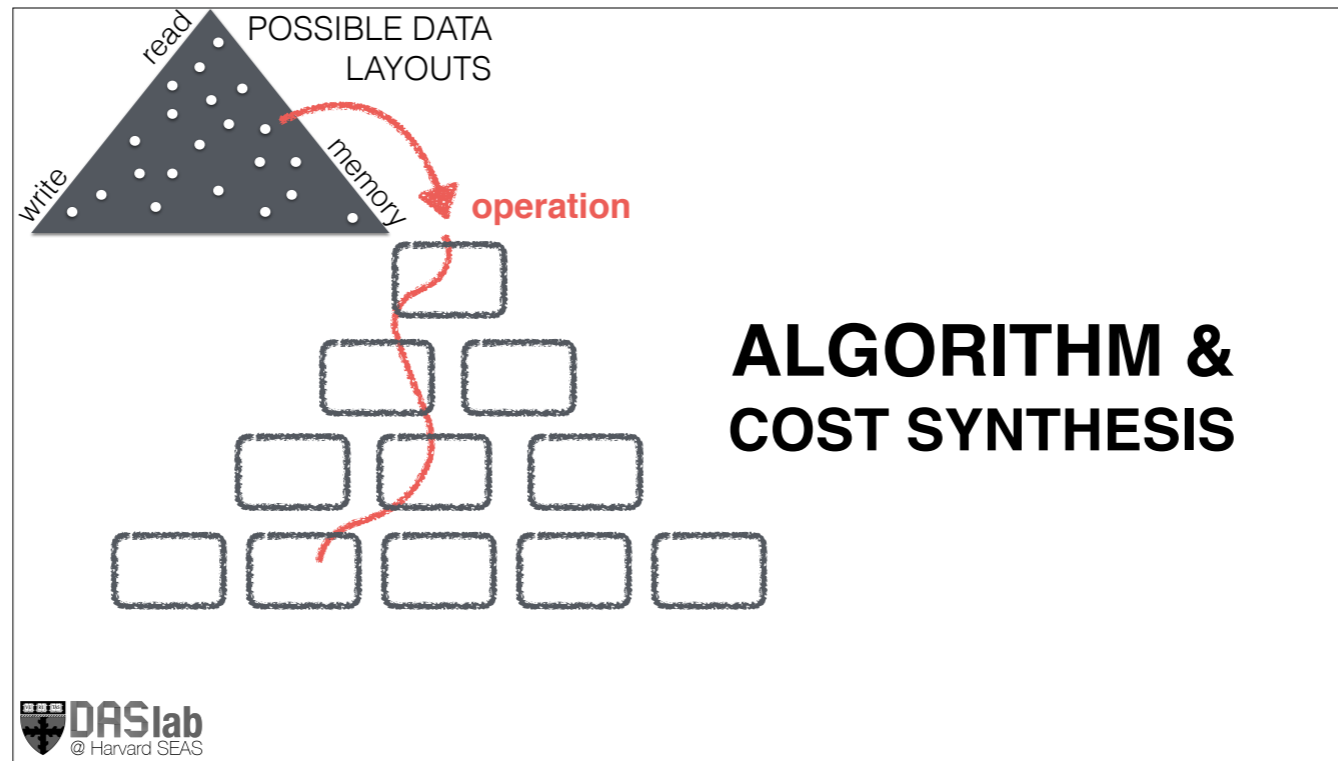 read
POSSIBLE DATA
LAYOUTS
write
memory
operation
ALGORITHM &
COST SYNTHESIS
DASlab
@ Harvard SEAS